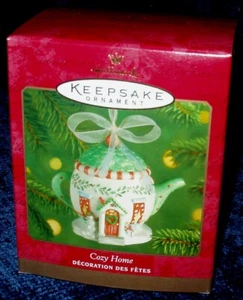 KEEPSAKE
ORNAMENT
Cozy Home
DÉCORATION DES FÊTES